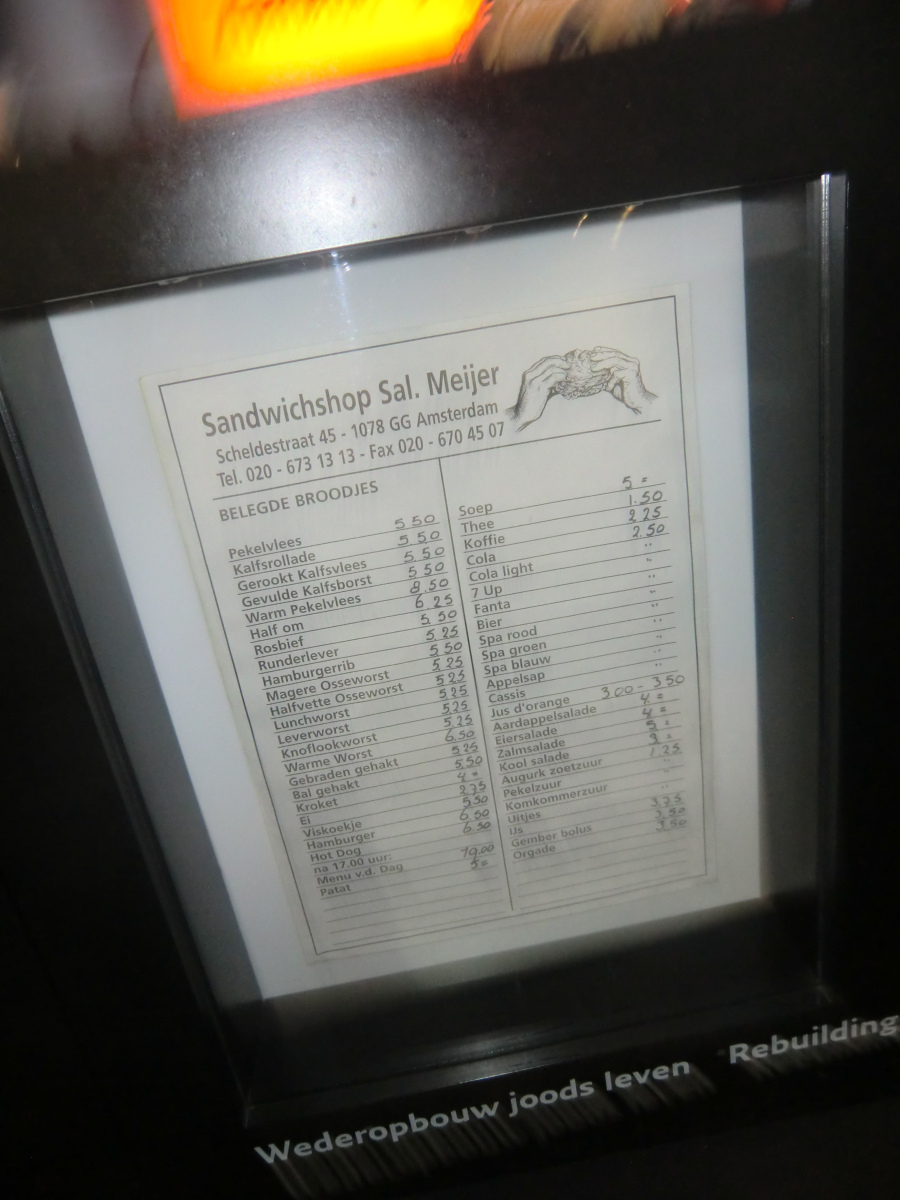 Sandwichshop Sal. Meijer
Scheldestraat 45 - 1078 GG Amsterdam
Tel. 020 - 673 13 13 - Fax 020 - 670 45 07
BELEGDE BROODJES
Pekelvlees 5.50
Kalfsrollade 5.50
Gerookt Kalfsvlees 5.50
Gevulde Kalfsborst 5.50
Warm Pekelvlees 8.50
Half om 6.25
Rosbief 5.50
Runderlever 5.25
Hamburgerrib 5.50
Magere Osseworst 5.25
Halfvette Osseworst 5.25
Lunchworst 5.25
Leverworst 5.25
Knoflookworst 5.25
Warme Worst 6.50
Gebraden gehakt 5.25
Bal gehakt 5.50
Kroket 4=
Ei 2.75
Viskoekje 5.50
Hamburger 6.50
Hot Dog 6.50
na 17.00 uur:
Menu v.d. Dag 19.00
Patat 5=
Soep 5=
Thee 1.50
Koffie 2.25
Cola 2.50
Cola light "
7 Up "
Fanta "
Bier "
Spa rood "
Spa groen "
Spa blauw "
Appelsap "
Cassis
Jus d'orange 3.00 - 3.50
Aardappelsalade 4=
Eiersalade 4=
Zalmsalade 5=
Kool salade 3=
Augurk zoetzuur 1.25
Pekelzuur "
Komkommerzuur "
Uitjes "
IJs 3.75
Gember bolus 2.50
Orgade 3.50
Wederopbouw joods leven Rebuilding